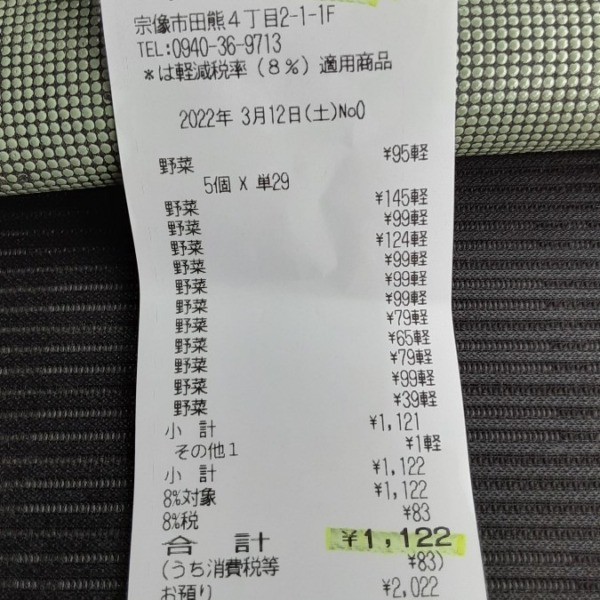 宗像市田熊4丁目2-1-1F
TEL:0940-36-9713
*は軽減税率(8%)適用商品
2022年 3月12日(土)No0
野菜 ¥95軽
5個 X 単29
野菜 ¥145軽
野菜 ¥99軽
野菜 ¥124軽
野菜 ¥99軽
野菜 ¥99軽
野菜 ¥99軽
野菜 ¥79軽
野菜 ¥65軽
野菜 ¥79軽
野菜 ¥99軽
野菜 ¥39軽
小 計 ¥1,121
その他1 ¥1軽
小 計 ¥1,122
8%対象 ¥1,122
8%税 ¥83
合 計 ¥1,122
(うち消費税等 ¥83)
お預り ¥2,022